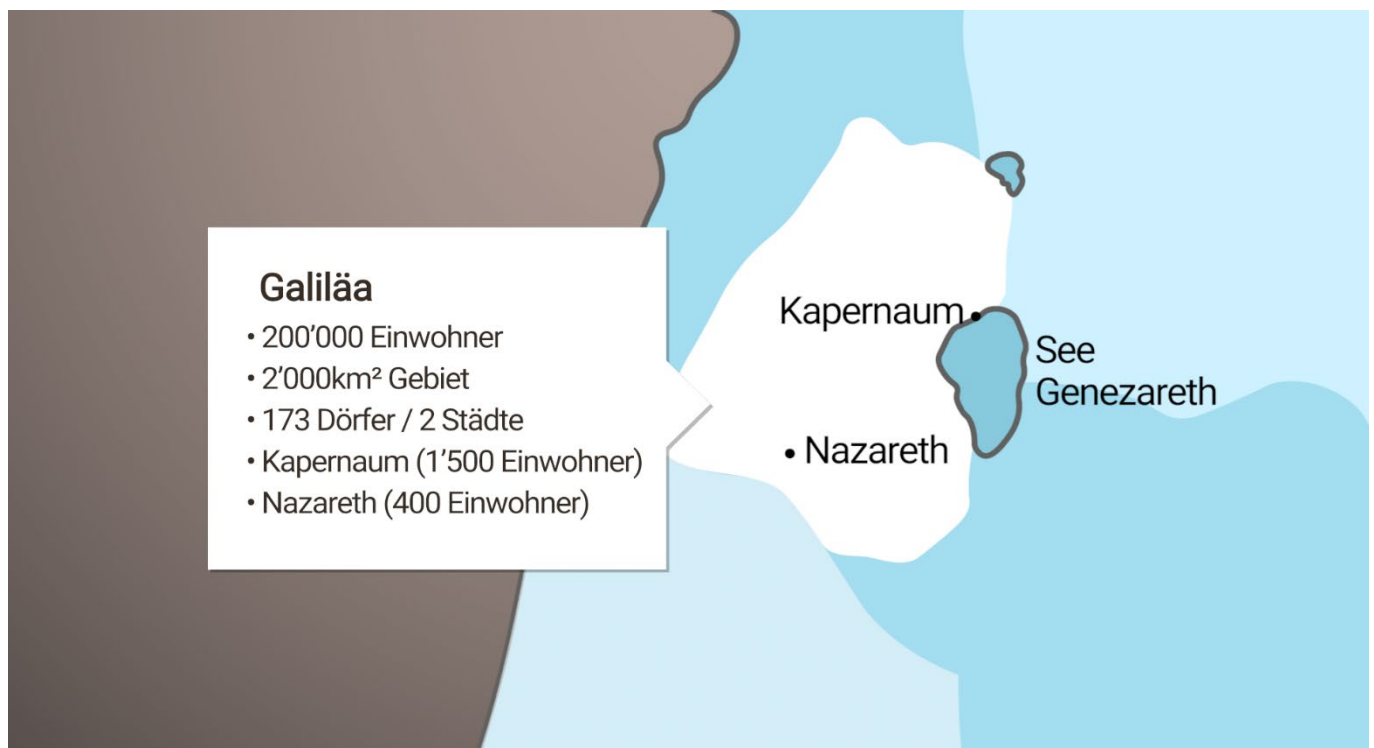 Galiläa
• 200’000 Einwohner
• 2’000km² Gebiet
• 173 Dörfer / 2 Städte
• Kapernaum (1’500 Einwohner)
• Nazareth (400 Einwohner)
Kapernaum
See
Genezareth
Nazareth